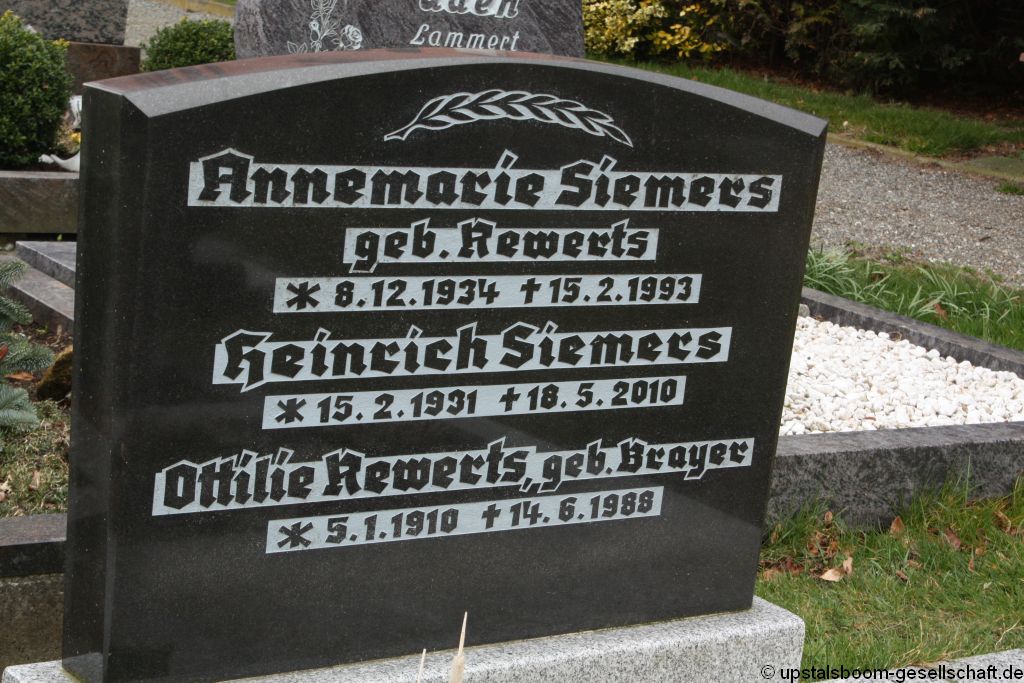 Lammert
Annemarie Siemers
geb. Rewerts
* 8.12.1934 † 15.2.1993
Heinrich Siemers
* 15.2.1931 † 18.5.2010
Ottilie Rewerts, geb. Brayer
* 5.1.1910 † 14.6.1988
© upstalsboom-gesellschaft.de